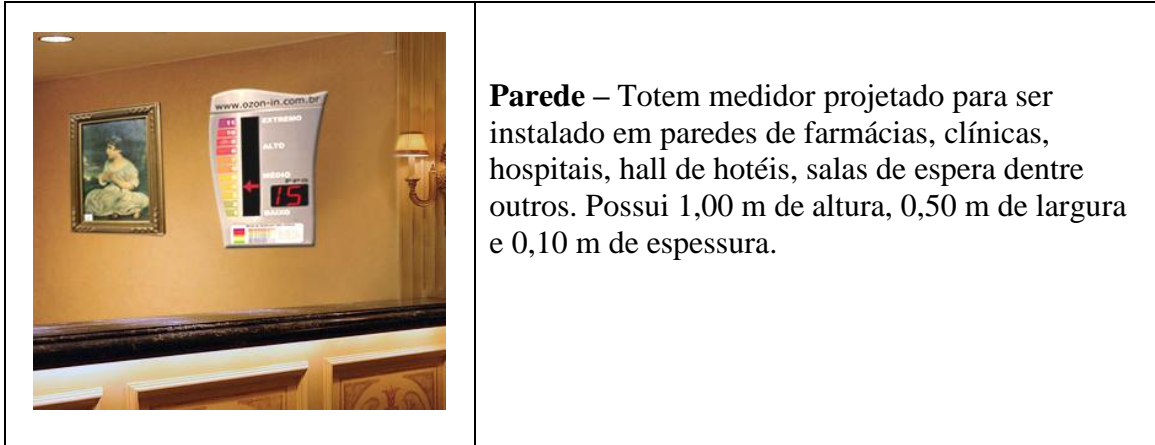 www.ozon-in.com.br
11
10
EXTREMO
ALTO
MÉDIO
15
BAIXO
Parede – Totem medidor projetado para ser
instalado em paredes de farmácias, clínicas,
hospitais, hall de hotéis, salas de espera dentre
outros. Possui 1,00 m de altura, 0,50 m de largura
e 0,10 m de espessura.